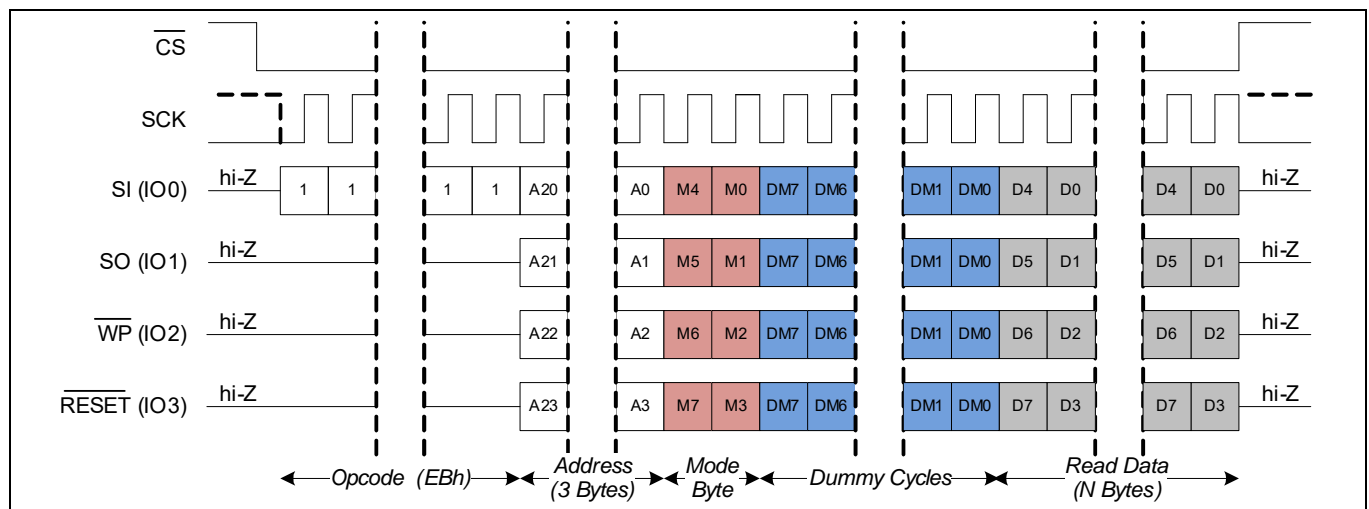 CS
SCK
SI (IO0) hi-Z 1 1 1 1 A20 A0 M4 M0 DM7 DM6 DM1 DM0 D4 D0 D4 D0 hi-Z
SO (IO1) hi-Z A21 A1 M5 M1 DM7 DM6 DM1 DM0 D5 D1 D5 D1 hi-Z
WP (IO2) hi-Z A22 A2 M6 M2 DM7 DM6 DM1 DM0 D6 D2 D6 D2 hi-Z
RESET (IO3) hi-Z A23 A3 M7 M3 DM7 DM6 DM1 DM0 D7 D3 D7 D3 hi-Z
Opcode (EBh) Address (3 Bytes) Mode Byte Dummy Cycles Read Data (N Bytes)